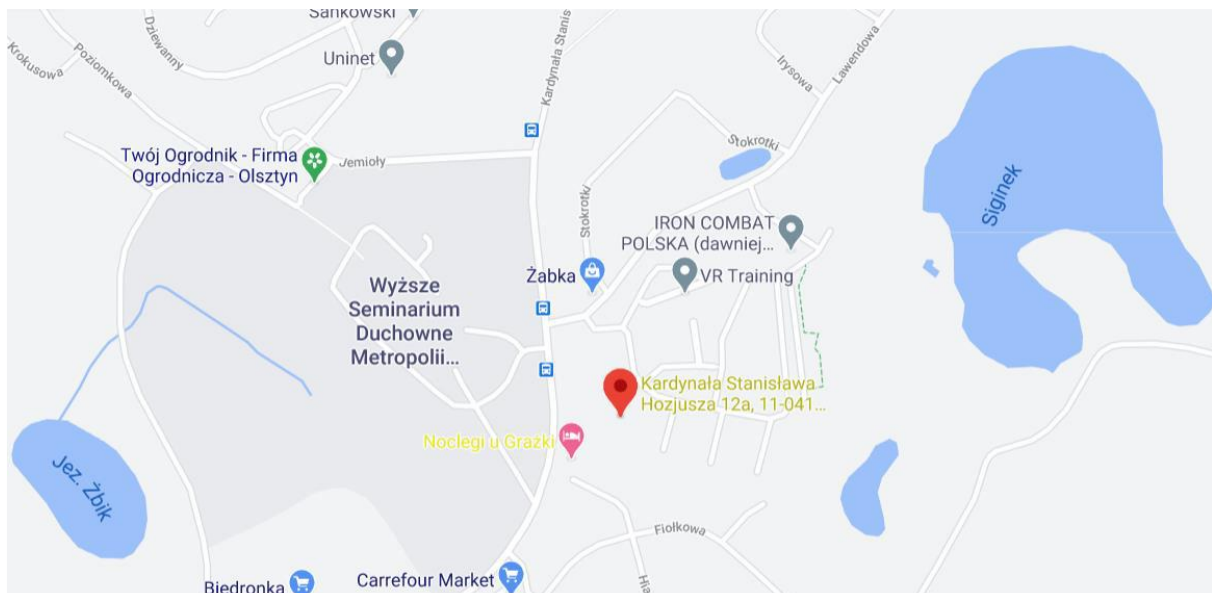 Sankowski
Uninet
Krokusowa
Poziomkowa
Dziewanny
Kardynała Stanis
Irysowa
Lawendowa
Stokrotki
Twój Ogrodnik - Firma
Ogrodnicza - Olsztyn
Jemioły
Stokrotki
IRON COMBAT
POLSKA (dawniej...
Siginek
Żabka
VR Training
Wyższe
Seminarium
Duchowne
Metropolii...
Kardynała Stanisława
Hozjusza 12a, 11-041...
Noclegi u Grażki
Jez. Żbik
Fiołkowa
Hia
Biedronka
Carrefour Market